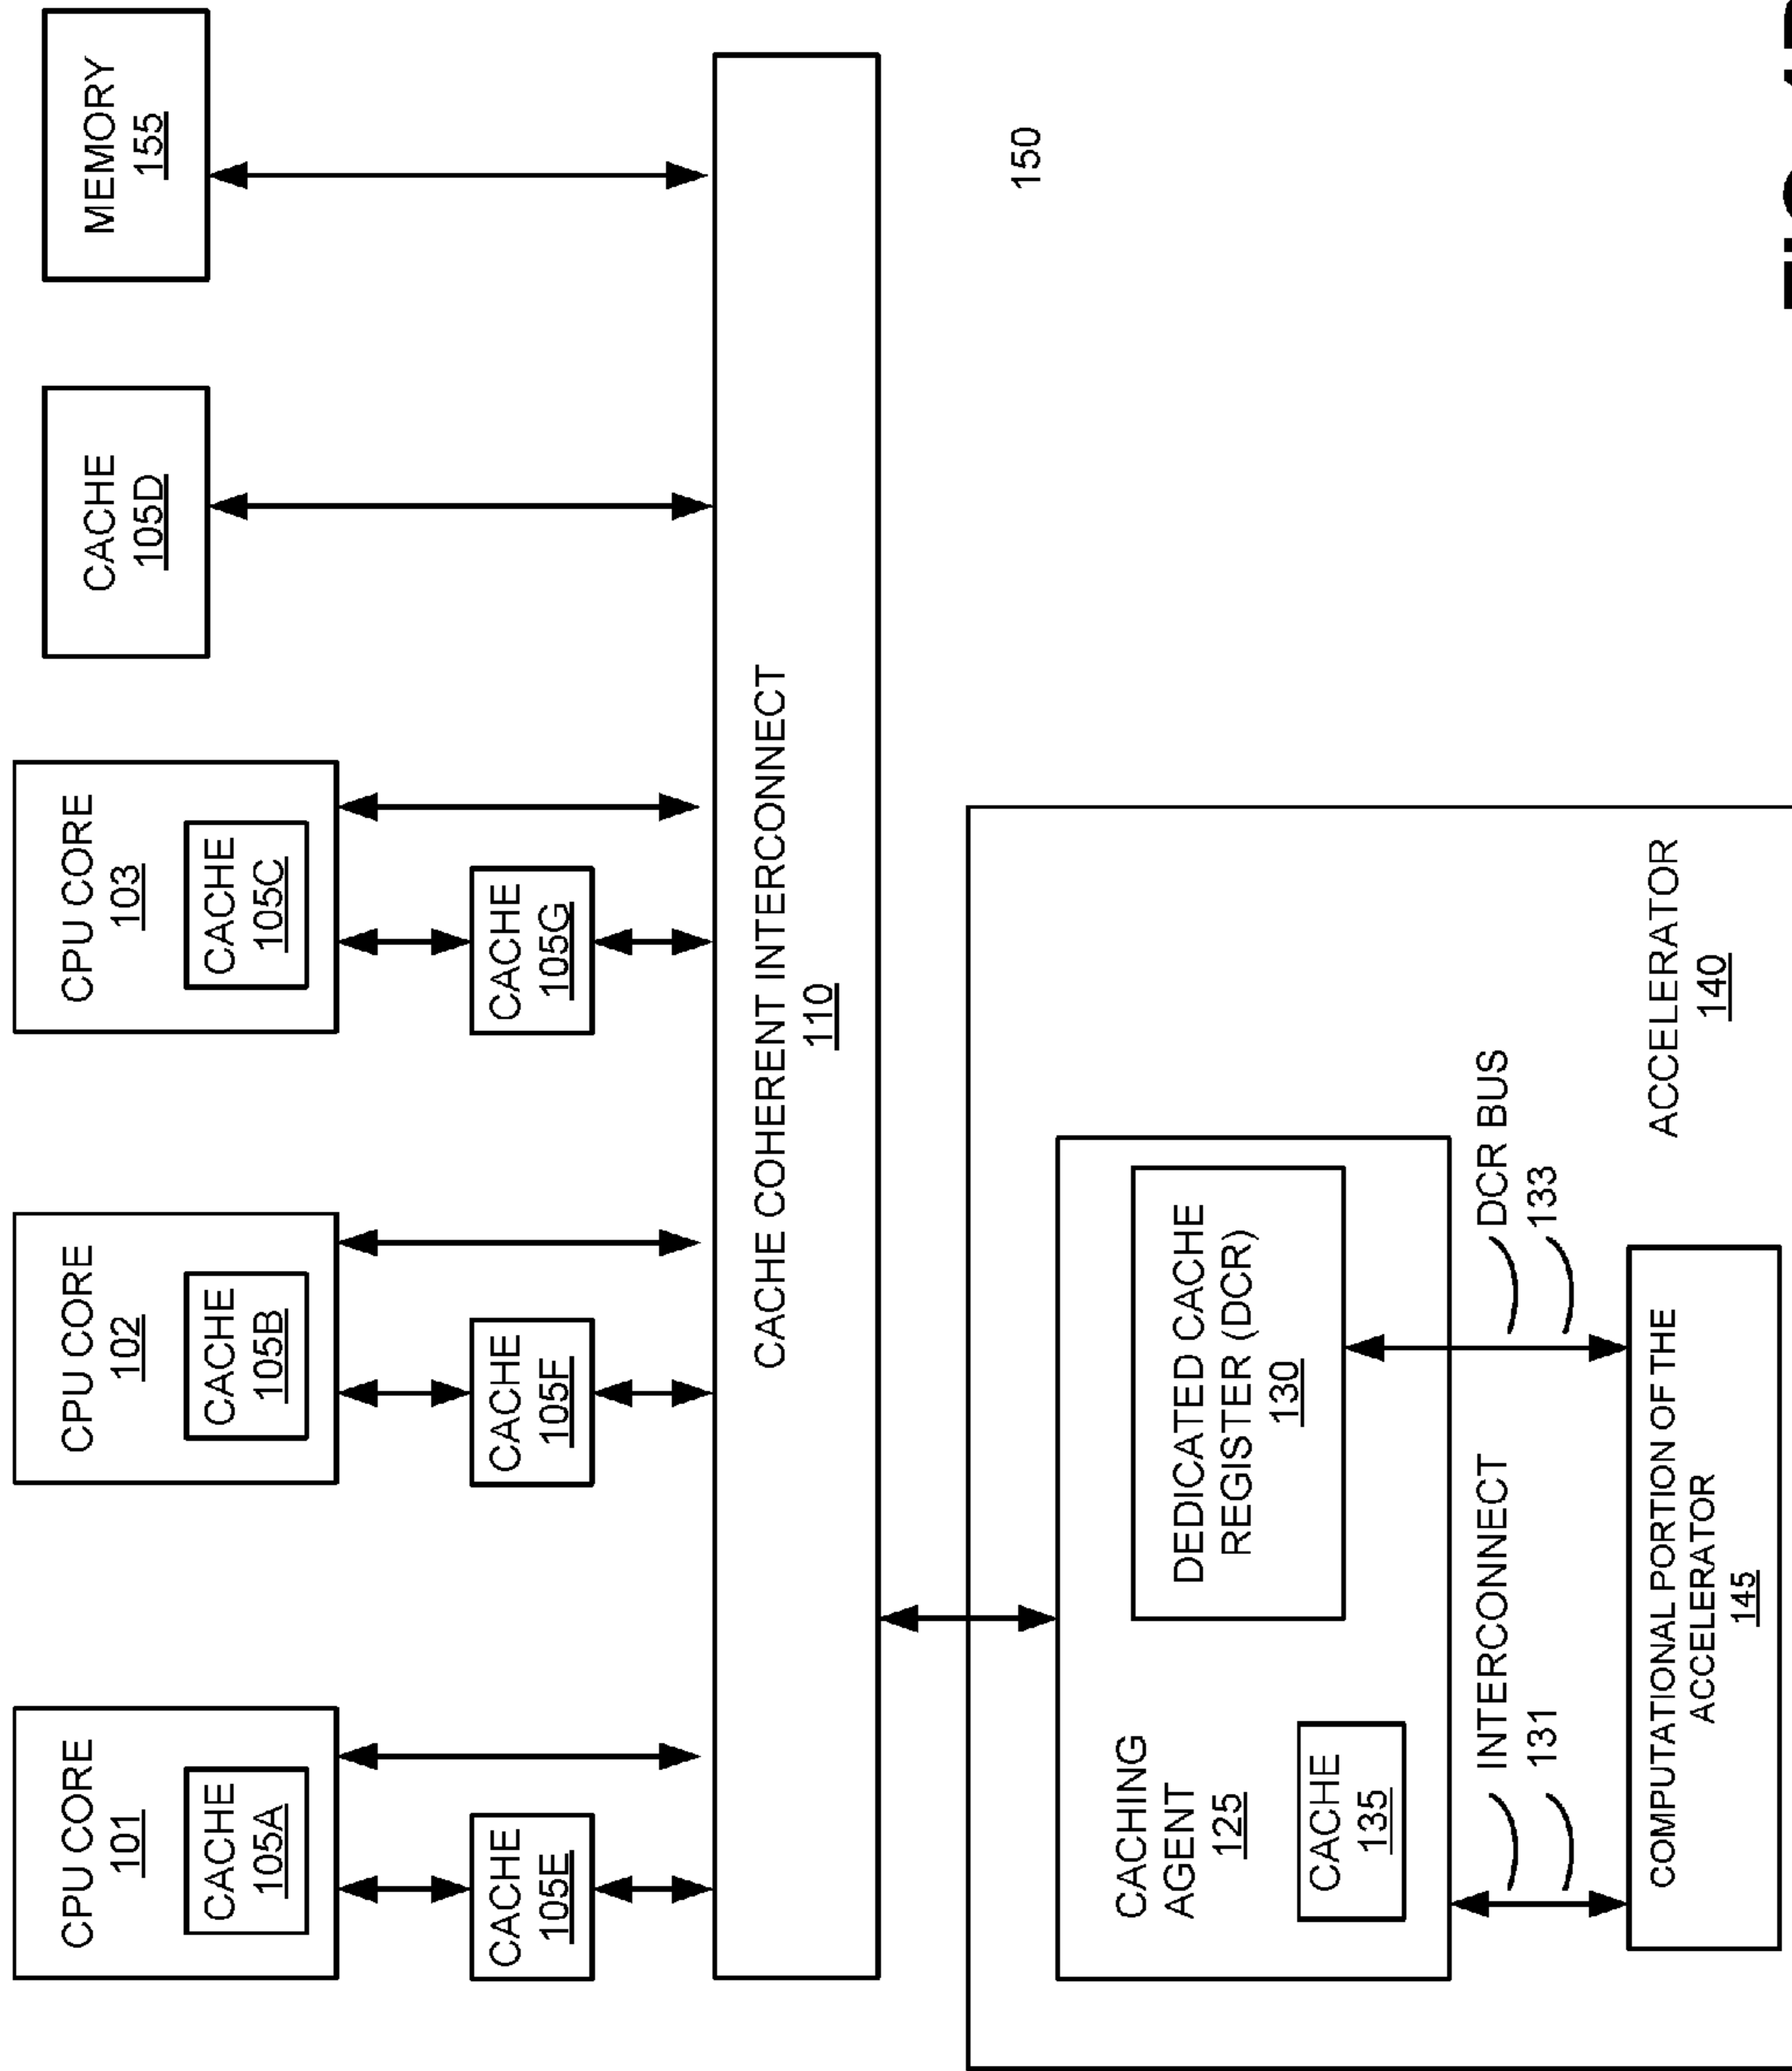 CPU CORE
101
CACHE
105A
CACHE
105E
CPU CORE
102
CACHE
105B
CACHE
105F
CPU CORE
103
CACHE
105C
CACHE
105G
CACHE
105D
MEMORY
155
CACHE COHERENT INTERCONNECT
110
150
CACHING
AGENT
125
CACHE
135
DEDICATED CACHE
REGISTER (DCR)
130
INTERCONNECT
131
DCR BUS
133
COMPUTATIONAL PORTION OF THE
ACCELERATOR
145
ACCELERATOR
140